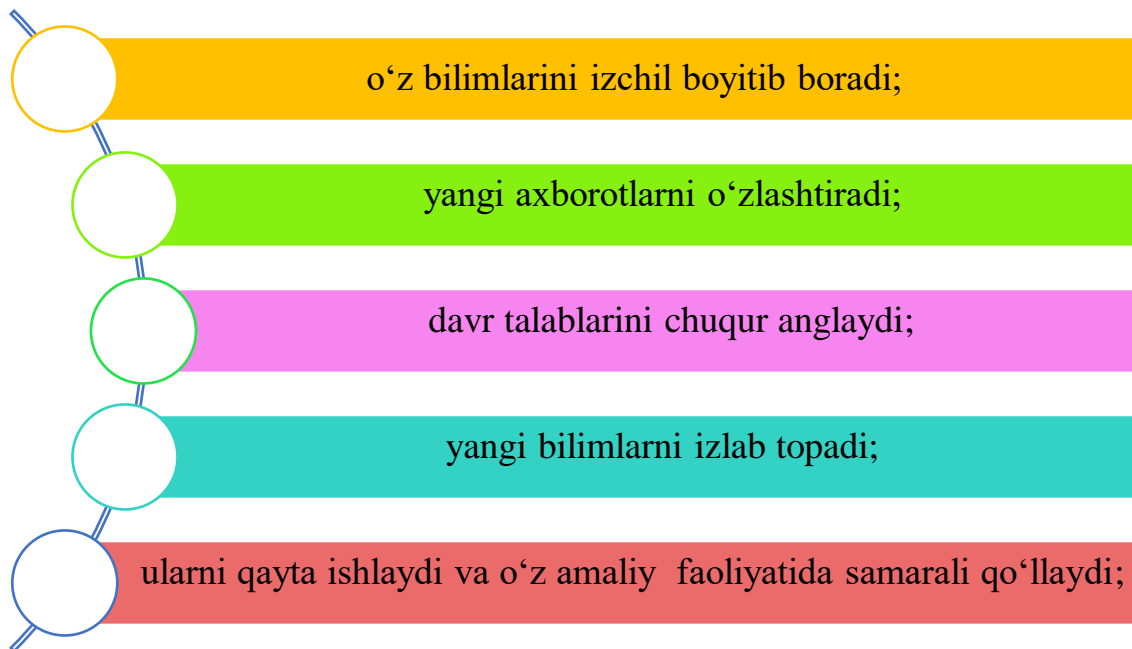 o‘z bilimlarini izchil boyitib boradi;
yangi axborotlarni o‘zlashtiradi;
davr talablarini chuqur anglaydi;
yangi bilimlarni izlab topadi;
ularni qayta ishlaydi va o‘z amaliy  faoliyatida samarali qo‘llaydi;